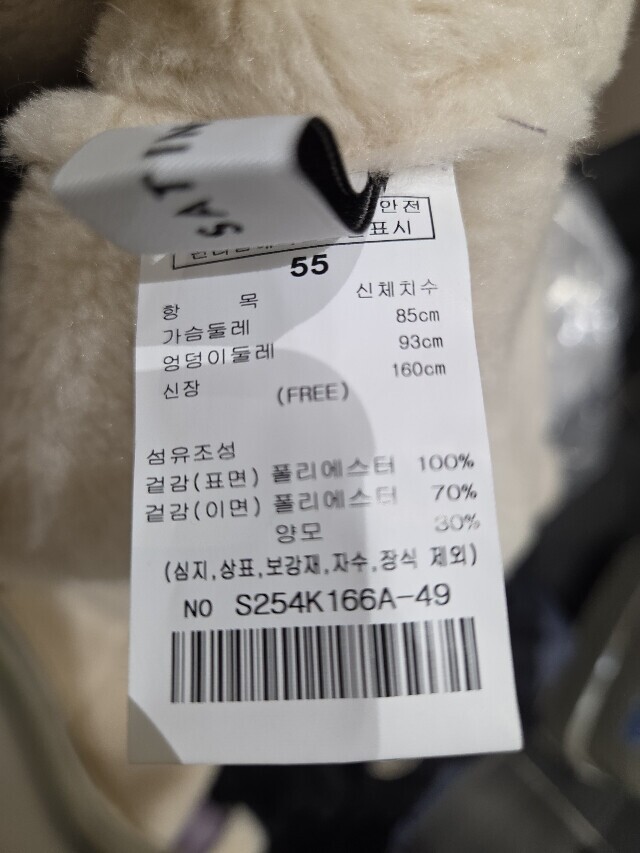 SATIN
안전
표시
55
항 목 신체치수
가슴둘레 85cm
엉덩이둘레 93cm
신장 160cm
(FREE)
섬유조성
겉감(표면) 폴리에스터 100%
겉감(이면) 폴리에스터 70%
양모 30%
(심지,상표,보강재,자수,장식 제외)
NO S254K166A-49